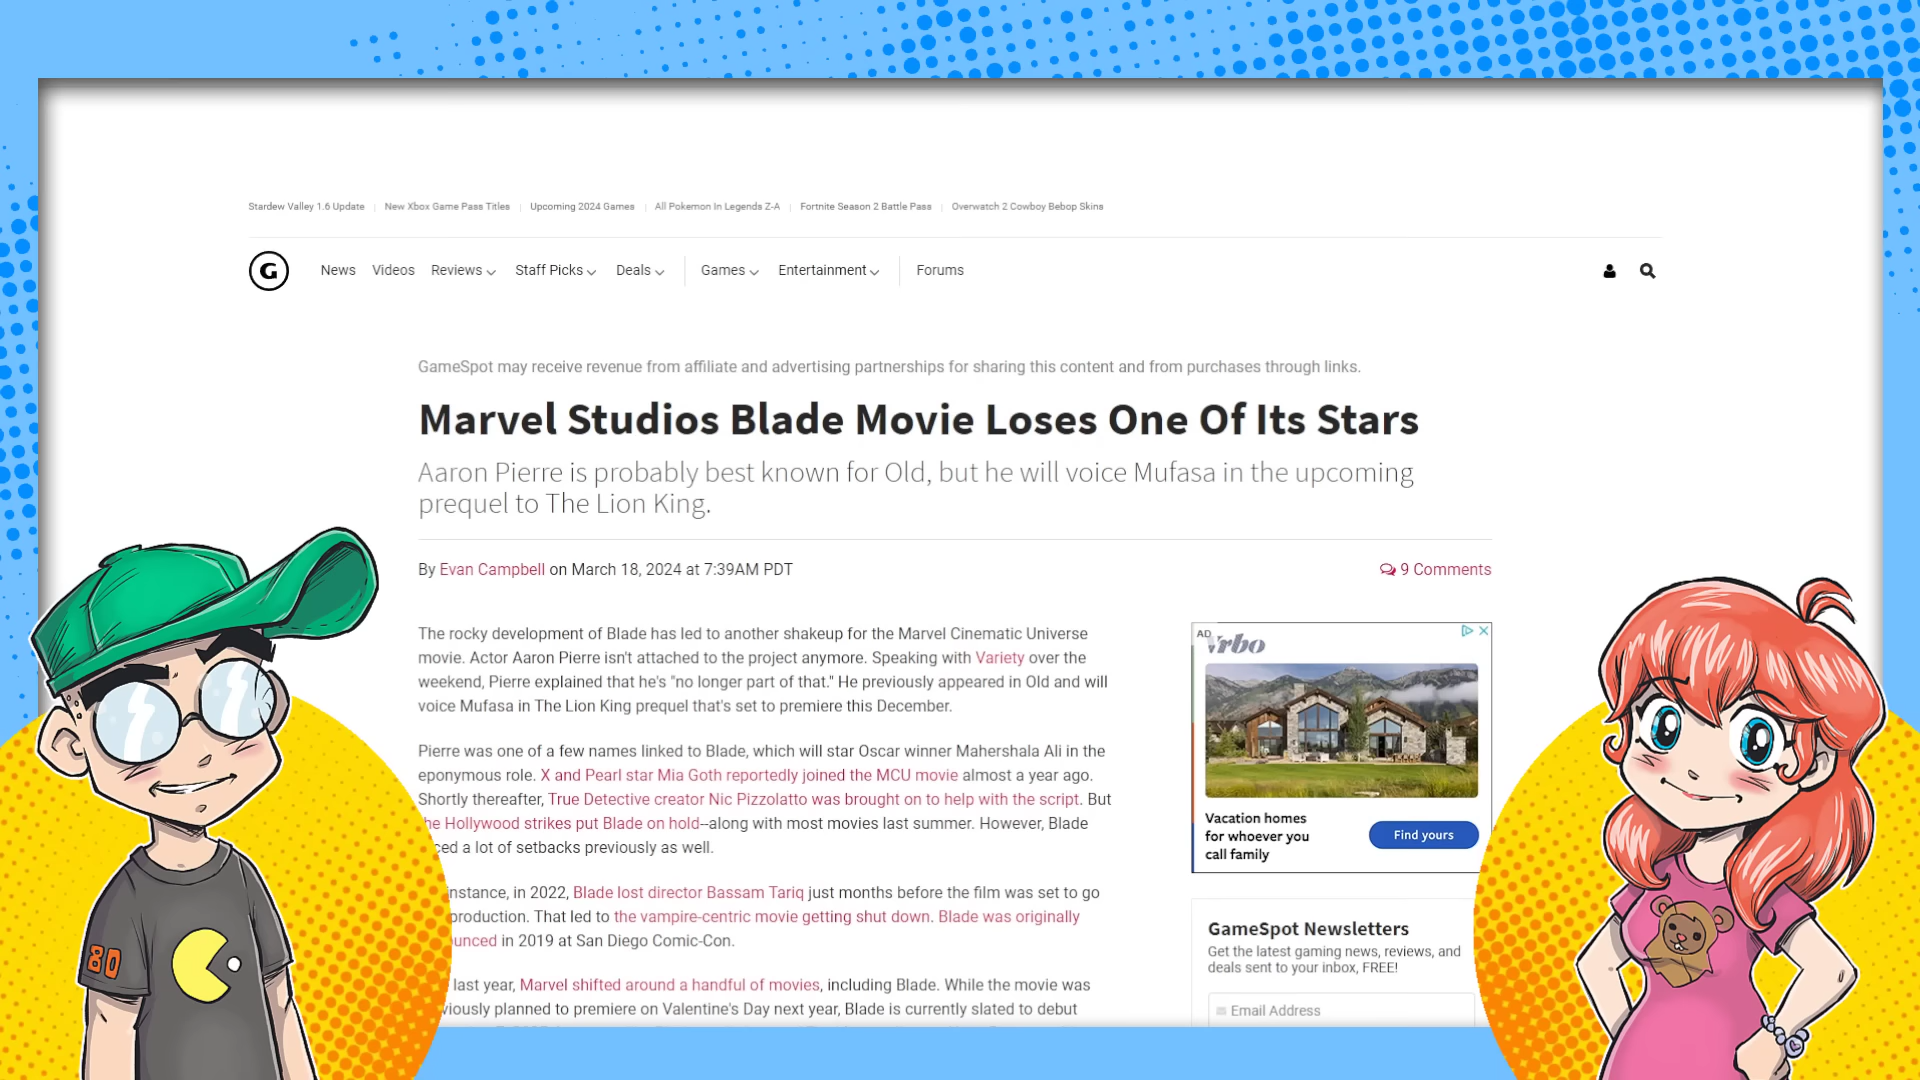 Stardew Valley 1.6 Update | New Xbox Game Pass Titles | Upcoming 2024 Games | All Pokemon In Legends Z-A | Fortnite Season 2 Battle Pass | Overwatch 2 Cowboy Bebop Skins
G News Videos Reviews Staff Picks Deals Games Entertainment Forums
GameSpot may receive revenue from affiliate and advertising partnerships for sharing this content and from purchases through links.
Marvel Studios Blade Movie Loses One Of Its Stars
Aaron Pierre is probably best known for Old, but he will voice Mufasa in the upcoming
prequel to The Lion King.
By Evan Campbell on March 18, 2024 at 7:39AM PDT
9 Comments
The rocky development of Blade has led to another shakeup for the Marvel Cinematic Universe
movie. Actor Aaron Pierre isn't attached to the project anymore. Speaking with Variety over the
weekend, Pierre explained that he's "no longer part of that." He previously appeared in Old and will
voice Mufasa in The Lion King prequel that's set to premiere this December.
Pierre was one of a few names linked to Blade, which will star Oscar winner Mahershala Ali in the
eponymous role. X and Pearl star Mia Goth reportedly joined the MCU movie almost a year ago.
Shortly thereafter, True Detective creator Nic Pizzolatto was brought on to help with the script. But
he Hollywood strikes put Blade on hold--along with most movies last summer. However, Blade
ced a lot of setbacks previously as well.
instance, in 2022, Blade lost director Bassam Tariq just months before the film was set to go
production. That led to the vampire-centric movie getting shut down. Blade was originally
unced in 2019 at San Diego Comic-Con.
last year, Marvel shifted around a handful of movies, including Blade. While the movie was
viously planned to premiere on Valentine's Day next year, Blade is currently slated to debut
AD
Vrbo
Vacation homes
for whoever you
call family
Find yours
GameSpot Newsletters
Get the latest gaming news, reviews, and
deals sent to your inbox, FREE!
Email Address
80